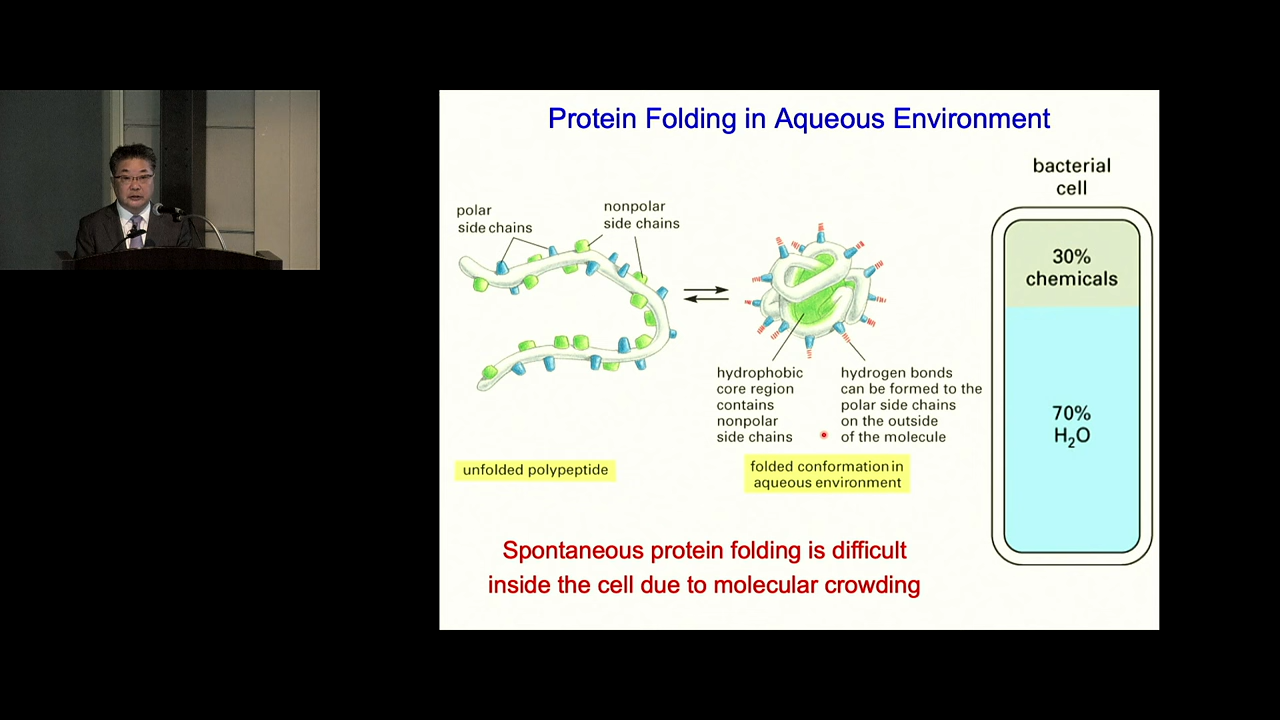 Protein Folding in Aqueous Environment
bacterial
cell
polar
side chains
nonpolar
side chains
30%
chemicals
hydrophobic
core region
contains
nonpolar
side chains
hydrogen bonds
can be formed to the
polar side chains
on the outside
of the molecule
70%
H₂O
unfolded polypeptide
folded conformation in
aqueous environment
Spontaneous protein folding is difficult
inside the cell due to molecular crowding